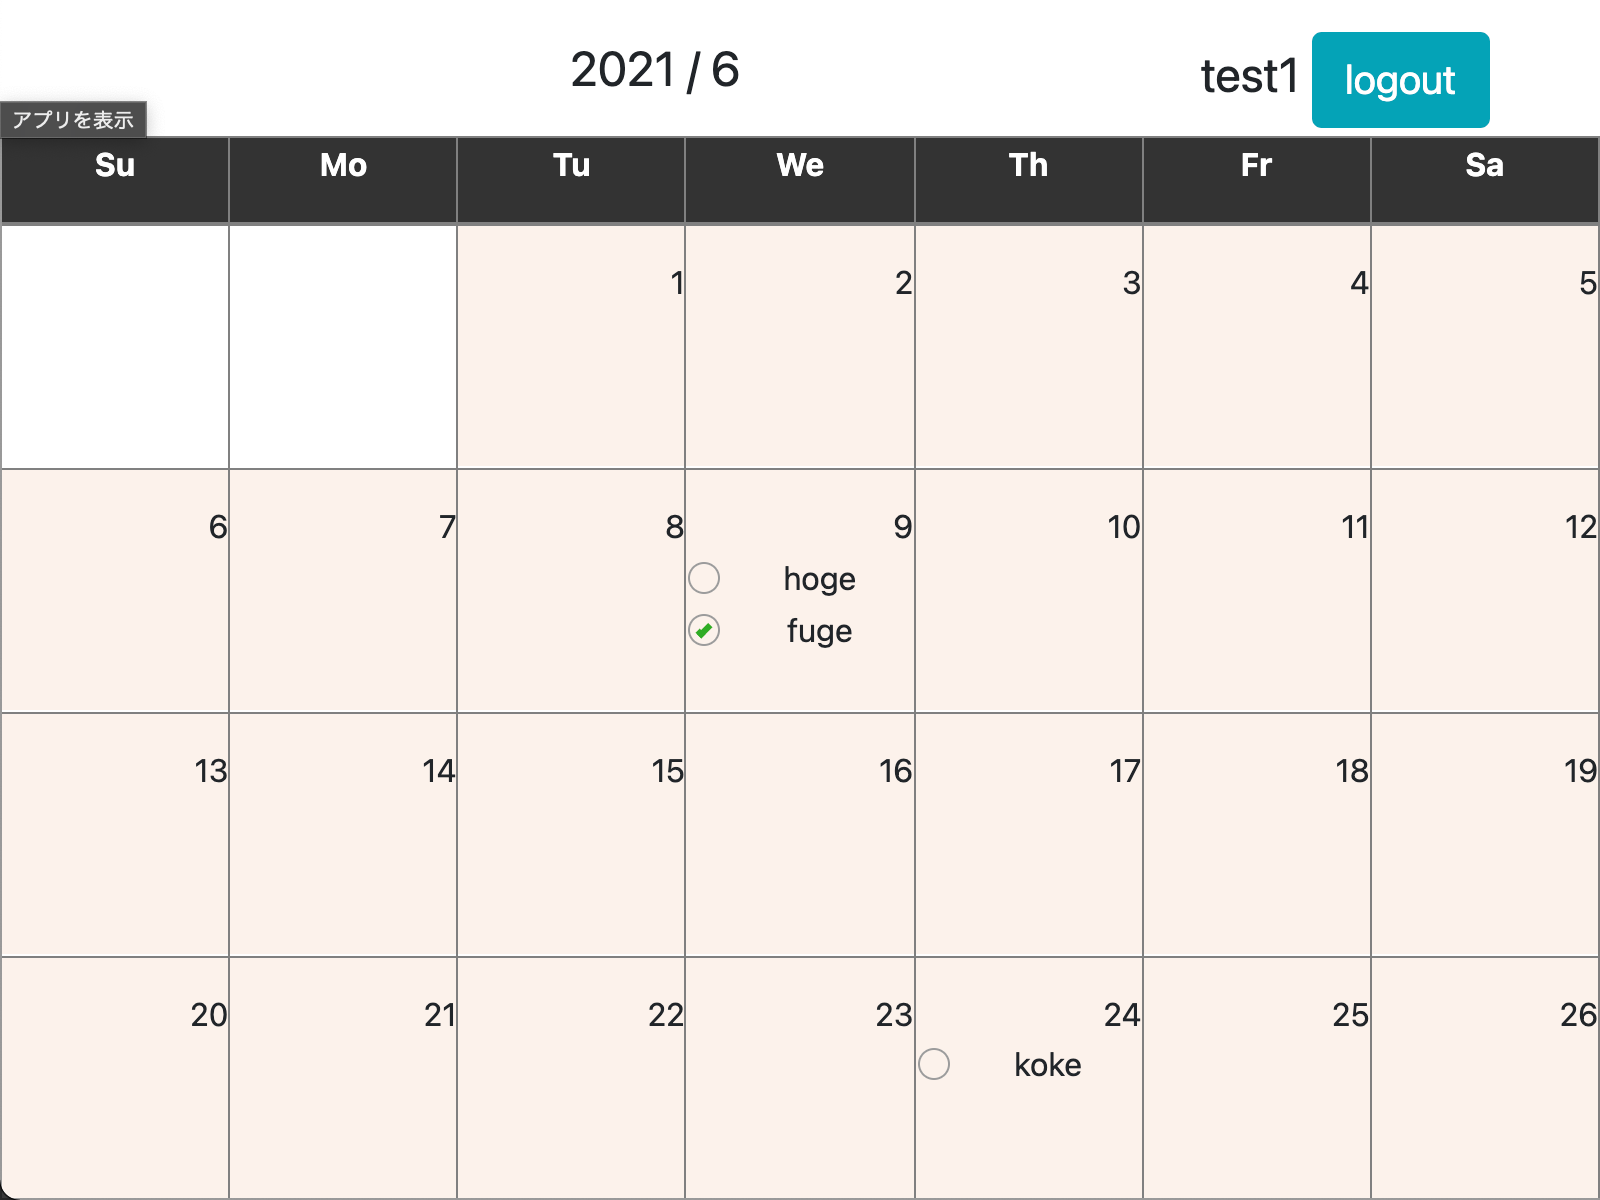 2021 / 6
test1 logout
アプリを表示
Su Mo Tu We Th Fr Sa
1 2 3 4 5
6 7 8 9 10 11 12
hoge
fuge
13 14 15 16 17 18 19
20 21 22 23 24 25 26
koke